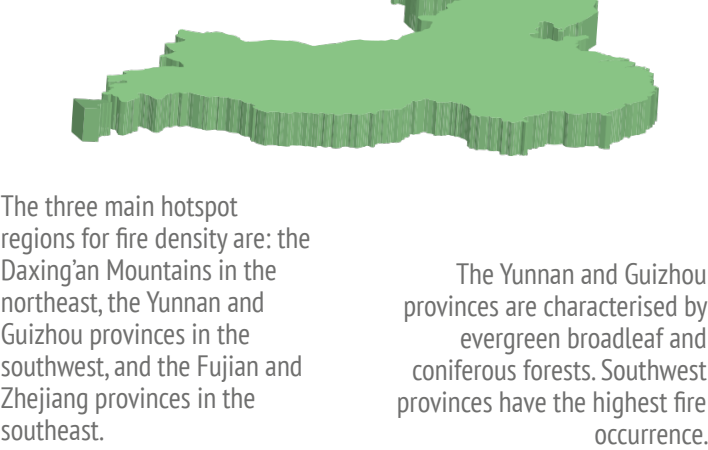 The three main hotspot
regions for fire density are: the
Daxing’an Mountains in the
northeast, the Yunnan and
Guizhou provinces in the
southwest, and the Fujian and
Zhejiang provinces in the
southeast.
The Yunnan and Guizhou
provinces are characterised by
evergreen broadleaf and
coniferous forests. Southwest
provinces have the highest fire
occurrence.